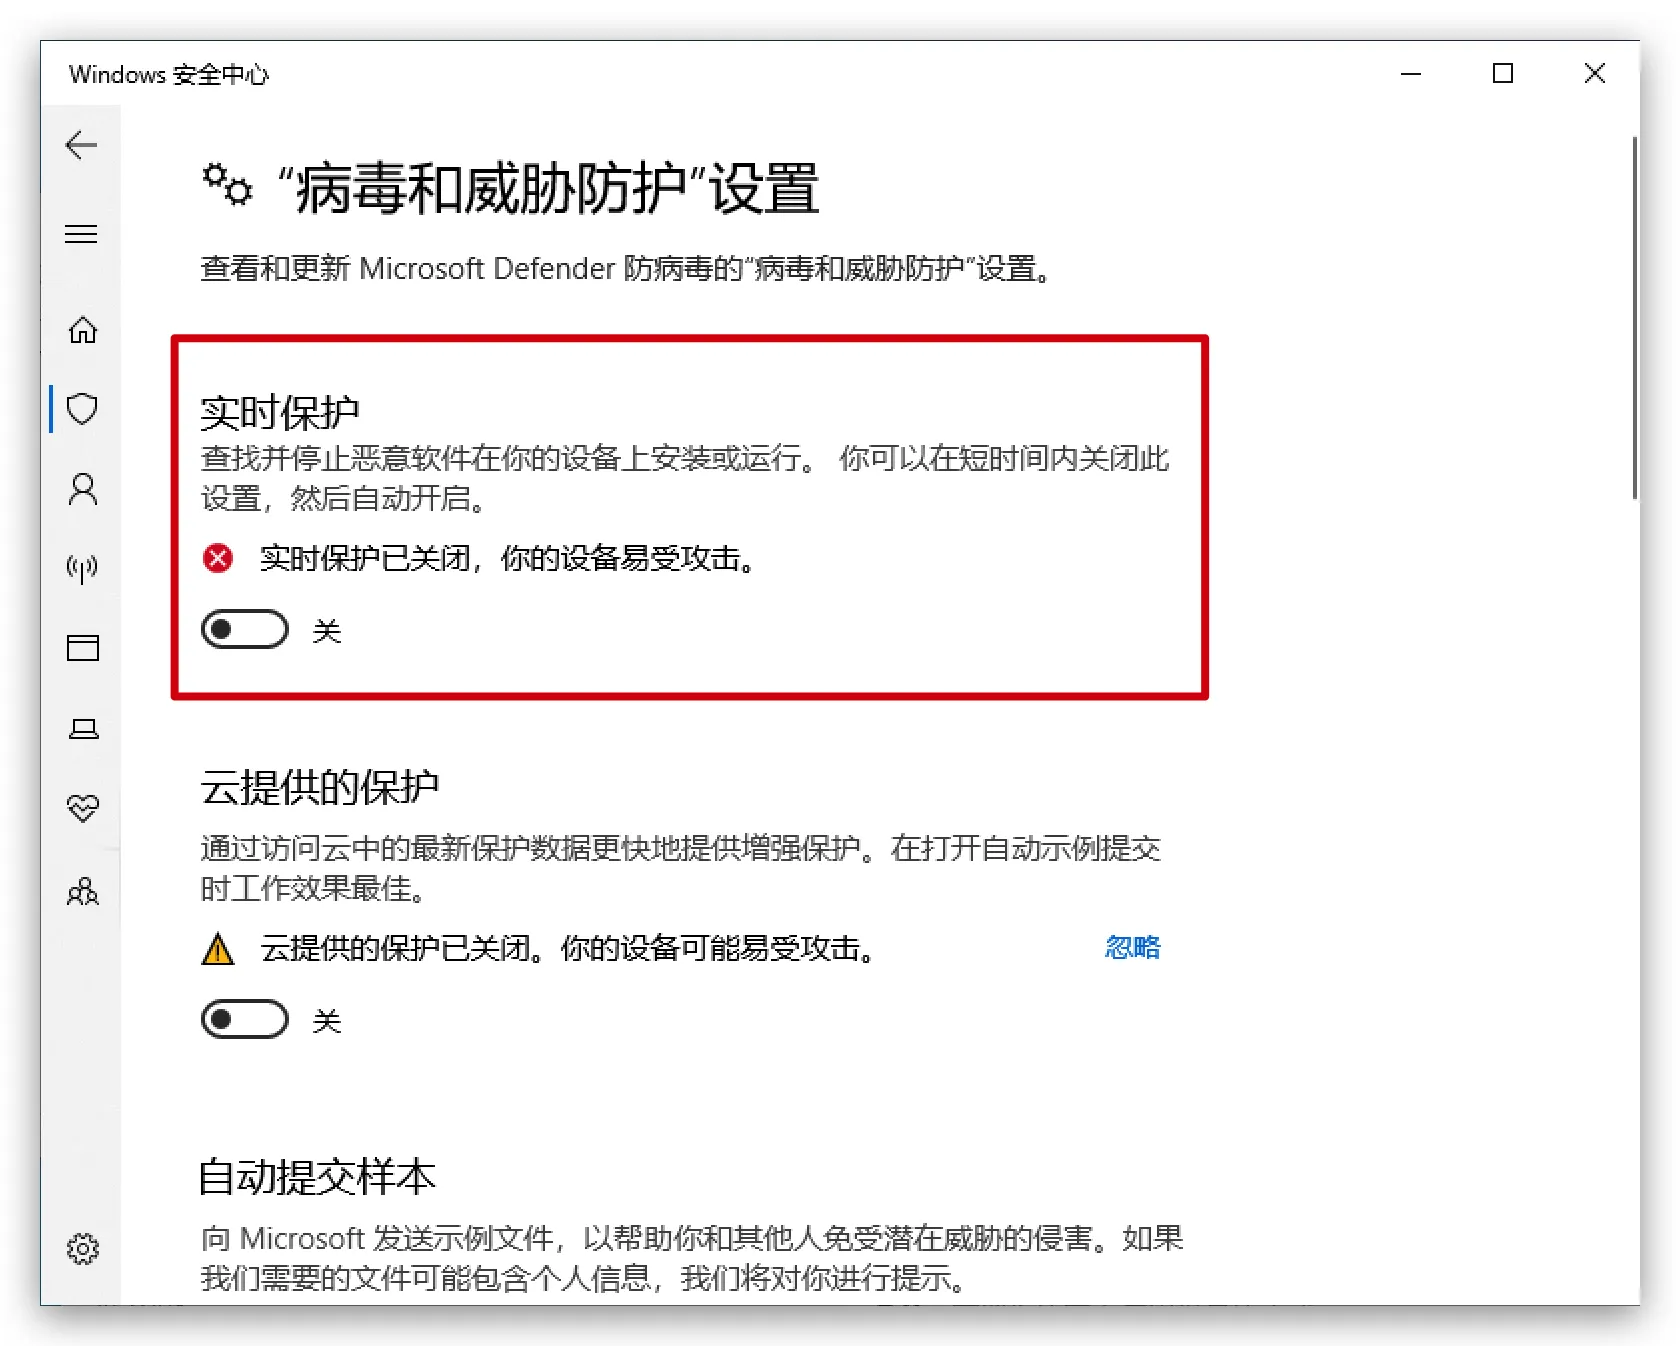 Windows 安全中心
“病毒和威胁防护”设置
查看和更新 Microsoft Defender 防病毒的“病毒和威胁防护”设置。
实时保护
查找并停止恶意软件在你的设备上安装或运行。 你可以在短时间内关闭此
设置，然后自动开启。
实时保护已关闭，你的设备易受攻击。
关
云提供的保护
通过访问云中的最新保护数据更快地提供增强保护。在打开自动示例提交
时工作效果最佳。
云提供的保护已关闭。你的设备可能易受攻击。 忽略
关
自动提交样本
向 Microsoft 发送示例文件，以帮助你和其他人免受潜在威胁的侵害。如果
我们需要的文件可能包含个人信息，我们将对你进行提示。